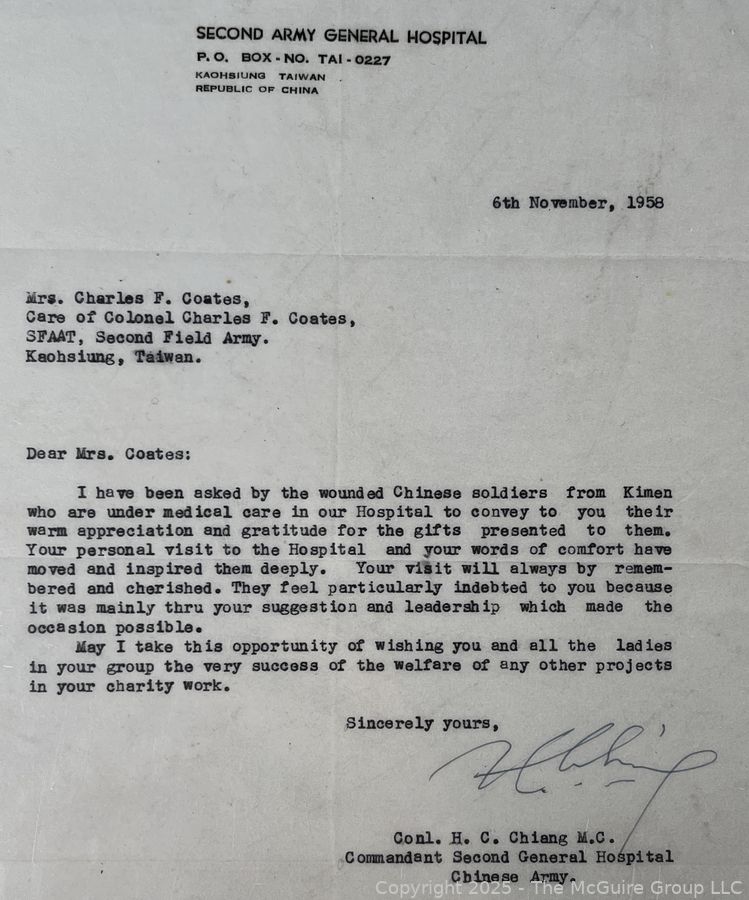 SECOND ARMY GENERAL HOSPITAL
P. O. BOX - NO. TAI - 0227
KAOHSIUNG TAIWAN
REPUBLIC OF CHINA
6th November, 1958
Mrs. Charles F. Coates,
Care of Colonel Charles F. Coates,
SFAAT, Second Field Army.
Kaohsiung, Taiwan.
Dear Mrs. Coates:
I have been asked by the wounded Chinese soldiers from Kimen
who are under medical care in our Hospital to convey to you their
warm appreciation and gratitude for the gifts presented to them.
Your personal visit to the Hospital and your words of comfort have
moved and inspired them deeply. Your visit will always by remem-
bered and cherished. They feel particularly indebted to you because
it was mainly thru your suggestion and leadership which made the
occasion possible.
May I take this opportunity of wishing you and all the ladies
in your group the very success of the welfare of any other projects
in your charity work.
Sincerely yours,
Conl. H. C. Chiang M.C.
Commandant Second General Hospital
Chinese Army.
Copyright 2025 - The McGuire Group LLC